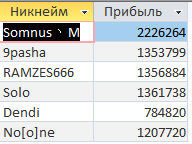 Никнейм Прибыль
Somnus丶M 2226264
9pasha 1353799
RAMZES666 1356884
Solo 1361738
Dendi 784820
No[o]ne 1207720